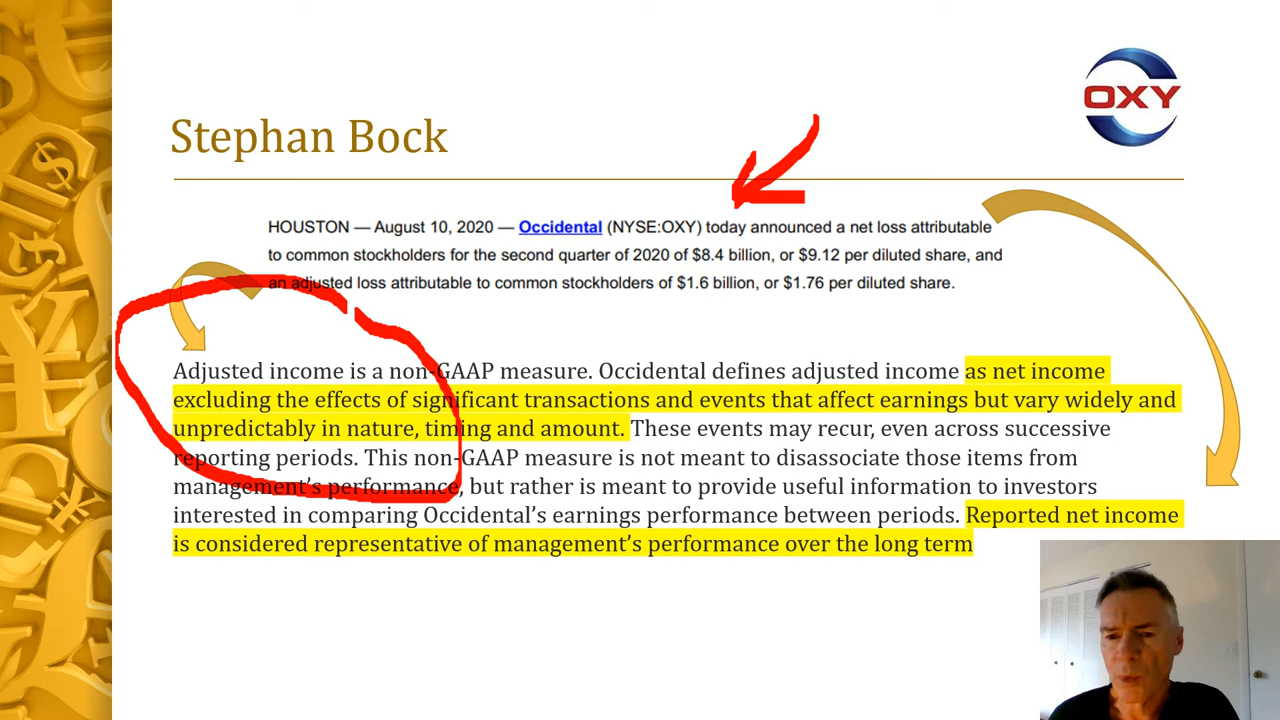 OXY
Stephan Bock
HOUSTON — August 10, 2020 — Occidental (NYSE:OXY) today announced a net loss attributable
to common stockholders for the second quarter of 2020 of $8.4 billion, or $9.12 per diluted share, and
an adjusted loss attributable to common stockholders of $1.6 billion, or $1.76 per diluted share.
Adjusted income is a non-GAAP measure. Occidental defines adjusted income as net income
excluding the effects of significant transactions and events that affect earnings but vary widely and
unpredictably in nature, timing and amount. These events may recur, even across successive
reporting periods. This non-GAAP measure is not meant to disassociate those items from
management's performance, but rather is meant to provide useful information to investors
interested in comparing Occidental's earnings performance between periods. Reported net income
is considered representative of management's performance over the long term